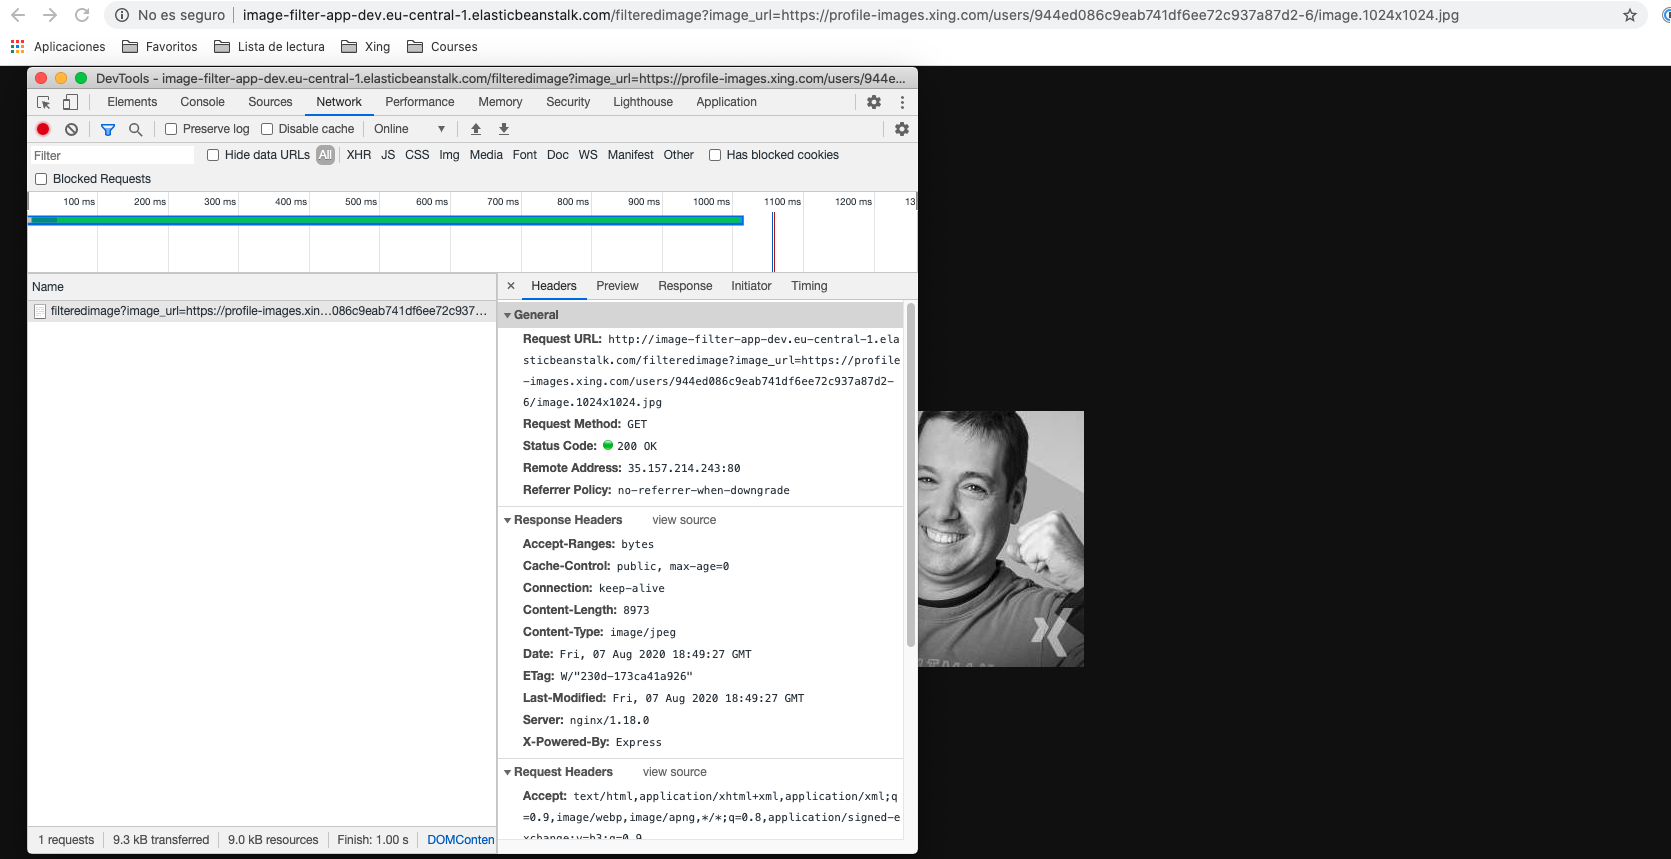 No es seguro image-filter-app-dev.eu-central-1.elasticbeanstalk.com/filteredimage?image_url=https://profile-images.xing.com/users/944ed086c9eab741df6ee72c937a87d2-6/image.1024x1024.jpg
Aplicaciones Favoritos Lista de lectura Xing Courses
DevTools - image-filter-app-dev.eu-central-1.elasticbeanstalk.com/filteredimage?image_url=https://profile-images.xing.com/users/944e...
Elements Console Sources Network Performance Memory Security Lighthouse Application
Preserve log Disable cache Online
Filter Hide data URLs All XHR JS CSS Img Media Font Doc WS Manifest Other Has blocked cookies
Blocked Requests
100 ms 200 ms 300 ms 400 ms 500 ms 600 ms 700 ms 800 ms 900 ms 1000 ms 1100 ms 1200 ms 13
Name
filteredimage?image_url=https://profile-images.xin…086c9eab741df6ee72c937…
Headers Preview Response Initiator Timing
General
Request URL: http://image-filter-app-dev.eu-central-1.ela
sticbeanstalk.com/filteredimage?image_url=https://profile
-images.xing.com/users/944ed086c9eab741df6ee72c937a87d2-
6/image.1024x1024.jpg
Request Method: GET
Status Code: 200 OK
Remote Address: 35.157.214.243:80
Referrer Policy: no-referrer-when-downgrade
Response Headers view source
Accept-Ranges: bytes
Cache-Control: public, max-age=0
Connection: keep-alive
Content-Length: 8973
Content-Type: image/jpeg
Date: Fri, 07 Aug 2020 18:49:27 GMT
ETag: W/"230d-173ca41a926"
Last-Modified: Fri, 07 Aug 2020 18:49:27 GMT
Server: nginx/1.18.0
X-Powered-By: Express
Request Headers view source
Accept: text/html,application/xhtml+xml,application/xml;q
=0.9,image/webp,image/apng,*/*;q=0.8,application/signed-e
xchange;v=b3;q=0.9
1 requests 9.3 kB transferred 9.0 kB resources Finish: 1.00 s DOMConten